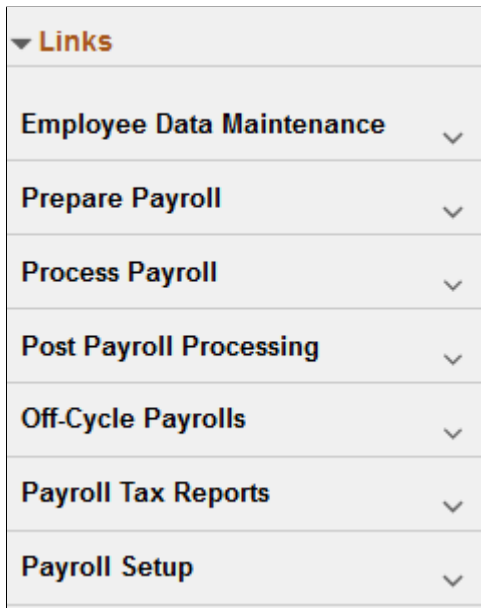 Links
Employee Data Maintenance
Prepare Payroll
Process Payroll
Post Payroll Processing
Off-Cycle Payrolls
Payroll Tax Reports
Payroll Setup